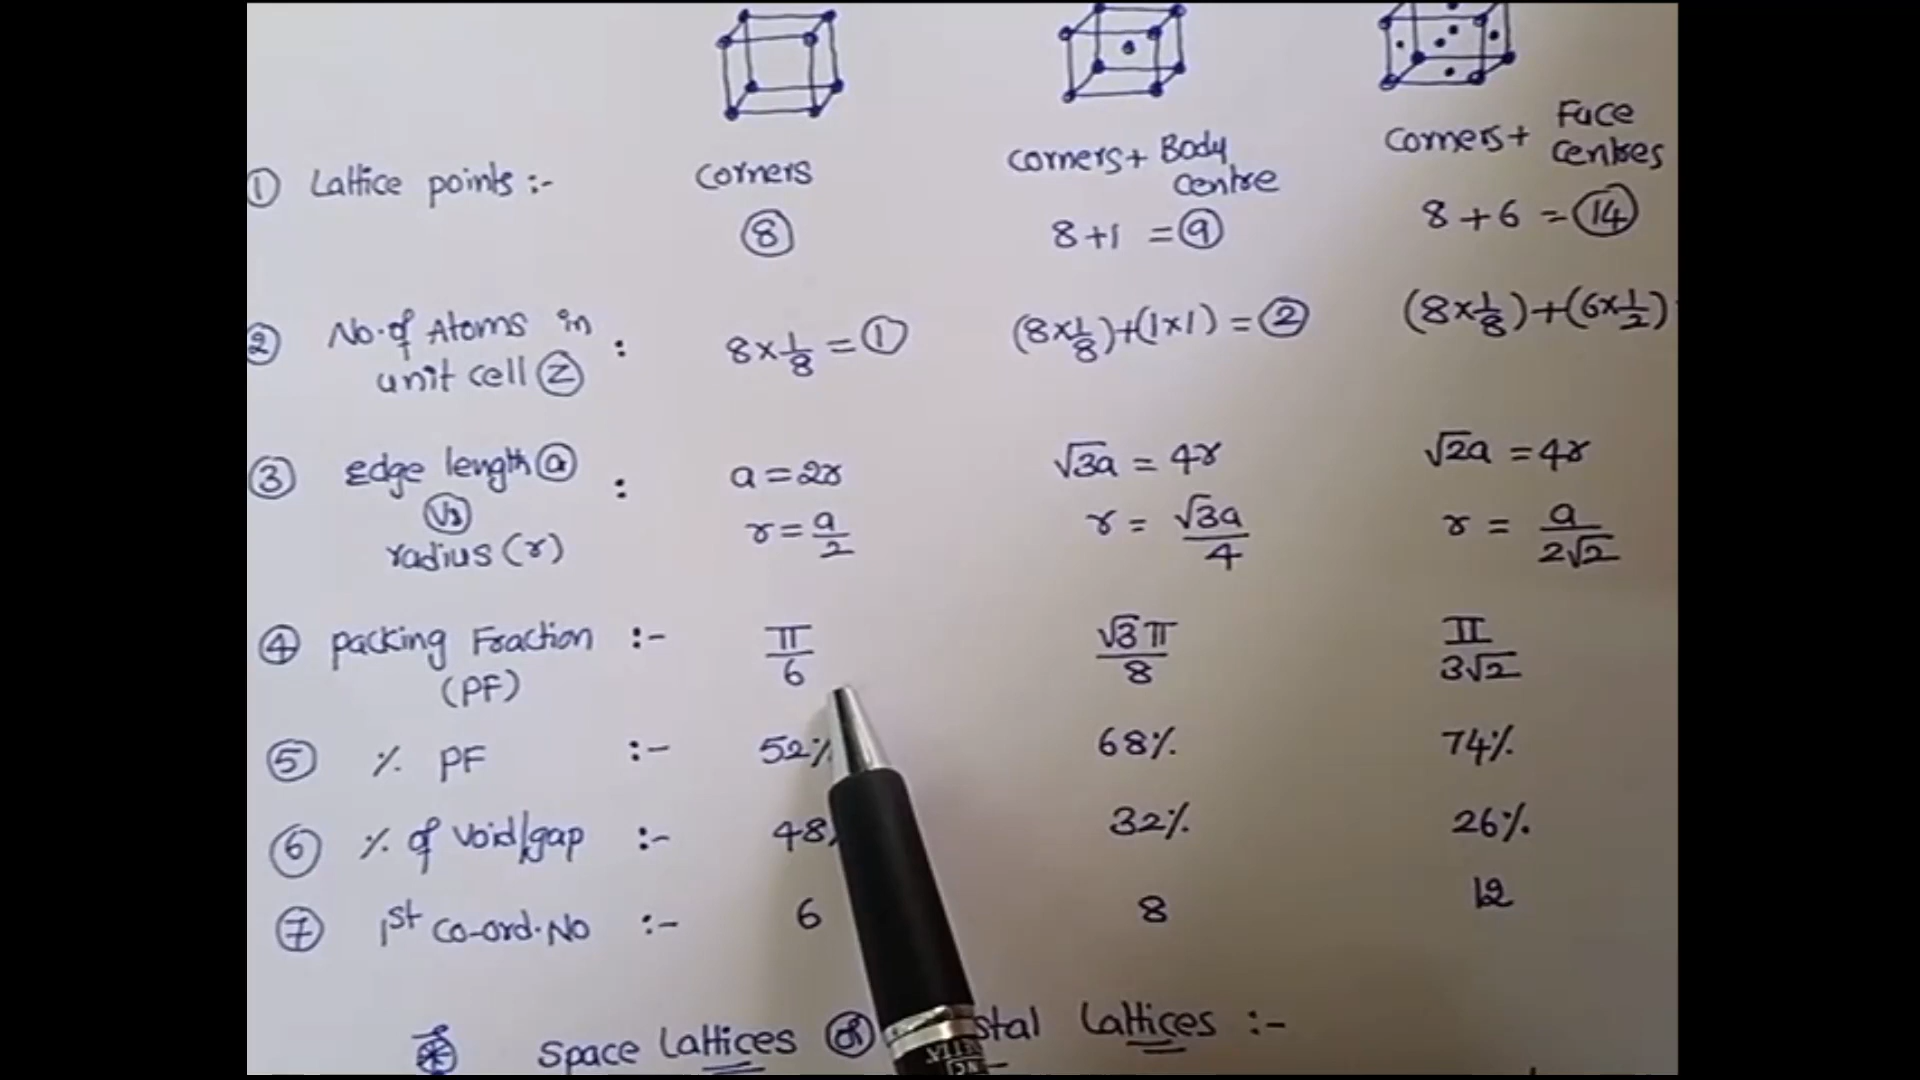 ① Lattice points :- corners corners + Body centre corners + Face centres
⑧ 8+1 = ⑨ 8+6 = ⑭
② No. of Atoms in unit cell Ⓩ : 8×1/8 = ① (8×1/8)+(1×1) = ② (8×1/8)+(6×1/2)
③ Edge length ⓐ Vs radius (r) : a = 2r √3a = 4r √2a = 4r
r = a/2 r = √3a/4 r = a/2√2
④ packing Fraction (PF) :- π/6 √3π/8 π/3√2
⑤ % PF :- 52% 68% 74%
⑥ % of void/gap :- 48 32% 26%
⑦ 1st co-ord. No :- 6 8 12
Space Lattices or stal Lattices :-